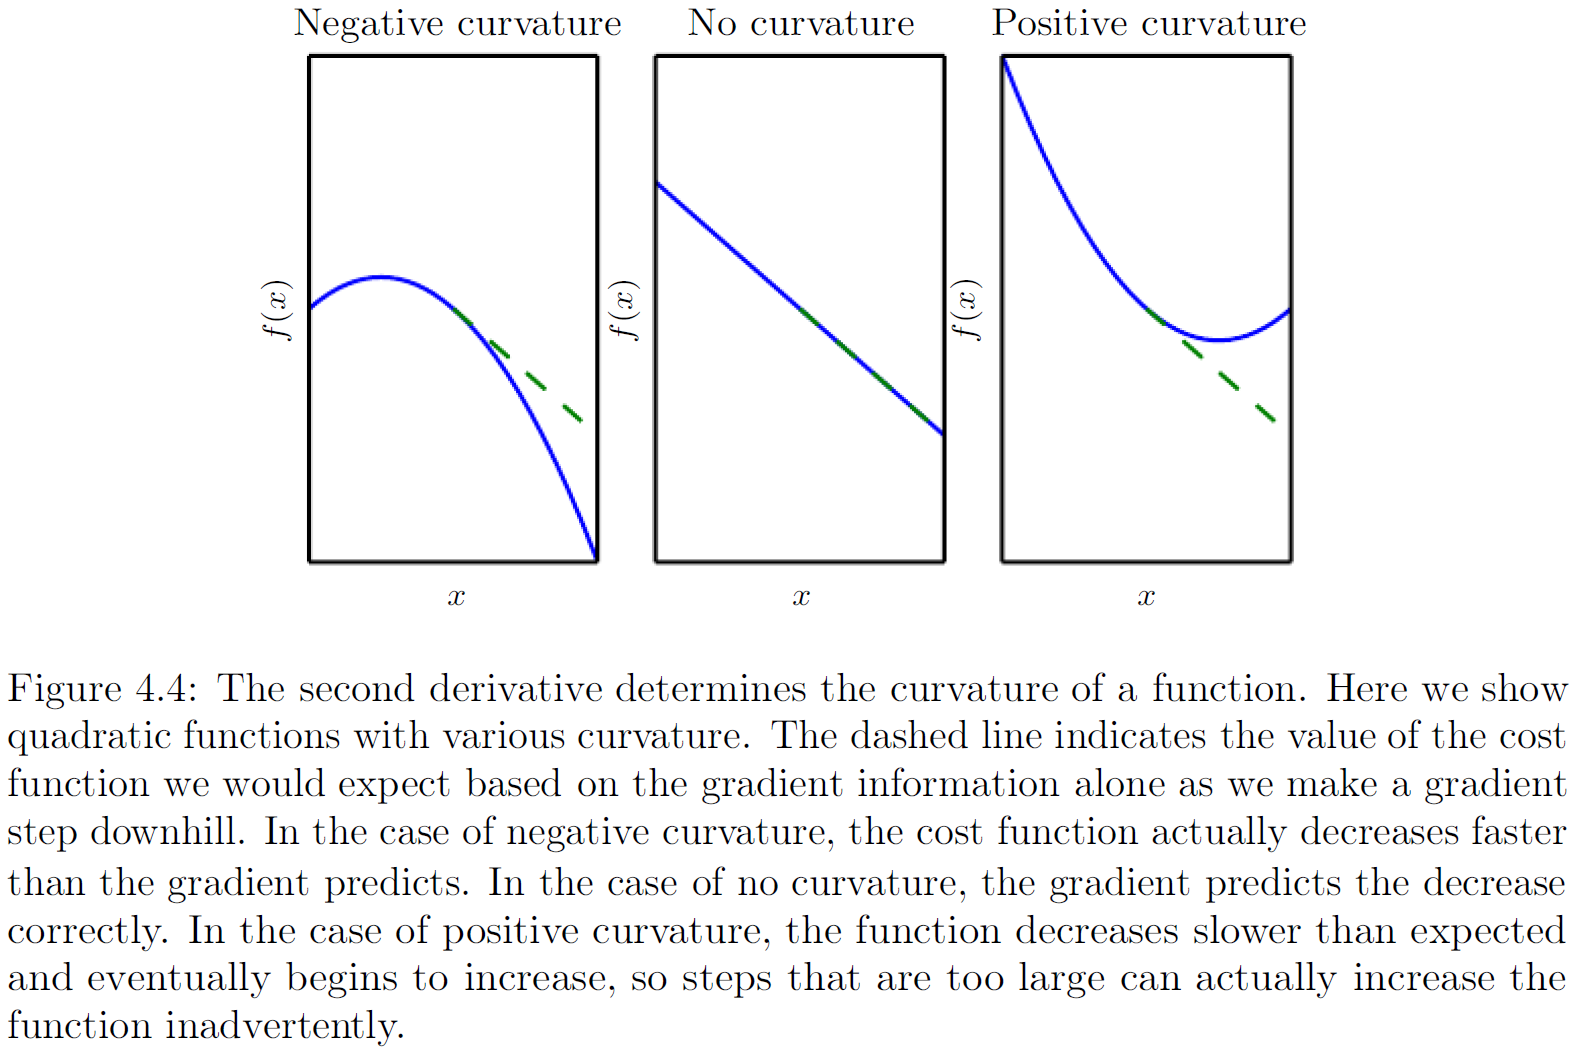 Negative curvature
No curvature
Positive curvature
f(x)
f(x)
f(x)
x
x
x
Figure 4.4: The second derivative determines the curvature of a function. Here we show
quadratic functions with various curvature. The dashed line indicates the value of the cost
function we would expect based on the gradient information alone as we make a gradient
step downhill. In the case of negative curvature, the cost function actually decreases faster
than the gradient predicts. In the case of no curvature, the gradient predicts the decrease
correctly. In the case of positive curvature, the function decreases slower than expected
and eventually begins to increase, so steps that are too large can actually increase the
function inadvertently.